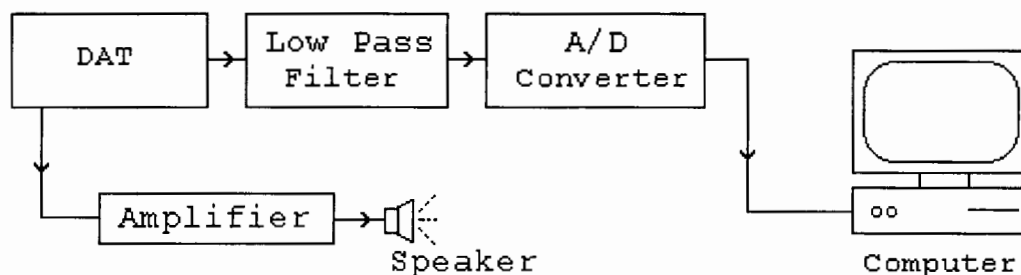 DAT
Low Pass
Filter
A/D
Converter
Amplifier
Speaker
Computer